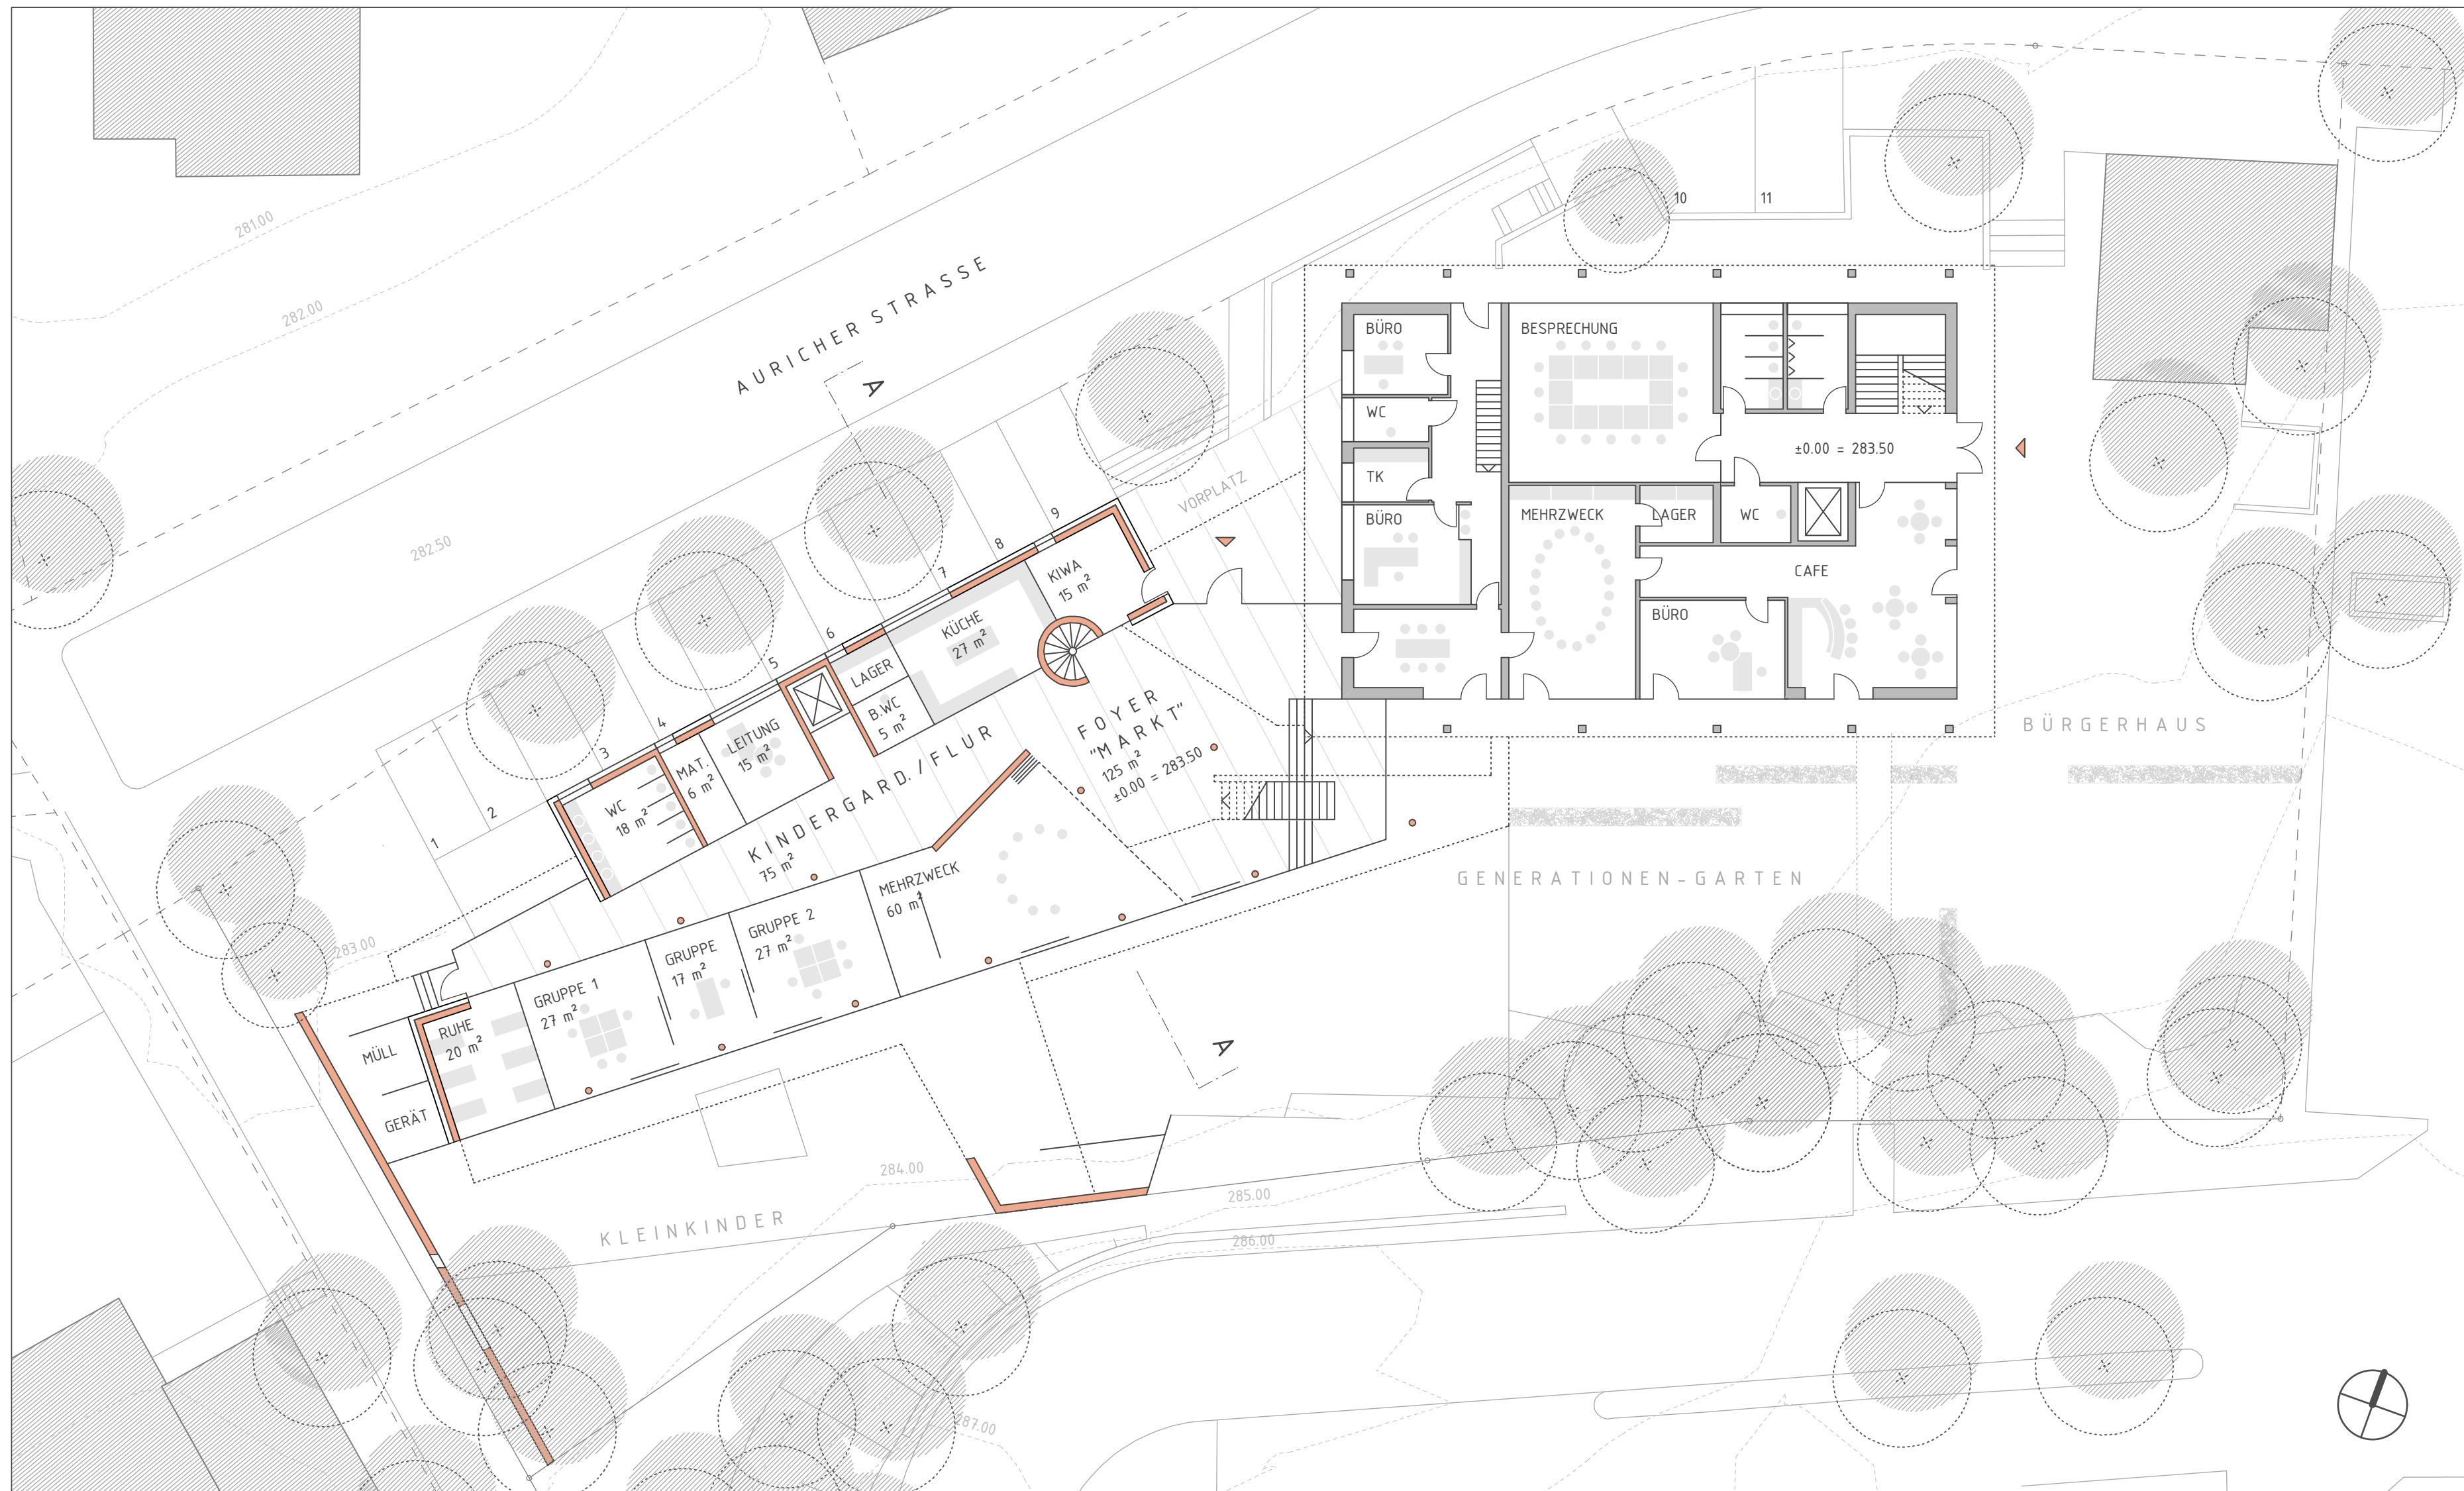 281.00
282.00
282.50
283.00
AURICHER STRASSE
A
VORPLATZ
10
11
1
2
3
4
5
6
7
8
9
WC
18 m²
MAT.
6 m²
LEITUNG
15 m²
LAGER
B.WC
5 m²
KÜCHE
27 m²
KIWA
15 m²
KINDERGARD. / FLUR
75 m²
FOYER
"MARKT"
125 m²
±0.00 = 283.50
MÜLL
GERÄT
RUHE
20 m²
GRUPPE 1
27 m²
GRUPPE
17 m²
GRUPPE 2
27 m²
MEHRZWECK
60 m²
BÜRO
WC
TK
BÜRO
BESPRECHUNG
±0.00 = 283.50
MEHRZWECK
LAGER
WC
CAFE
BÜRO
BÜRGERHAUS
GENERATIONEN-GARTEN
A
KLEINKINDER
284.00
285.00
286.00
287.00